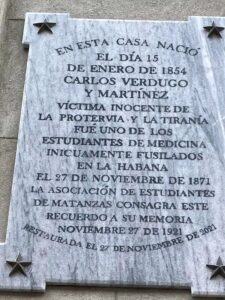 EN ESTA CASA NACIÓ
EL DÍA 15
DE ENERO DE 1854
CARLOS VERDUGO
Y MARTÍNEZ
VÍCTIMA INOCENTE DE
LA PROTERVIA Y LA TIRANÍA
FUÉ UNO DE LOS
ESTUDIANTES DE MEDICINA
INICUAMENTE FUSILADOS
EN LA HABANA
EL 27 DE NOVIEMBRE DE 1871
LA ASOCIACIÓN DE ESTUDIANTES
DE MATANZAS CONSAGRA ESTE
RECUERDO A SU MEMORIA
NOVIEMBRE 27 DE 1921
RESTAURADA EL 27 DE NOVIEMBRE DE 2021